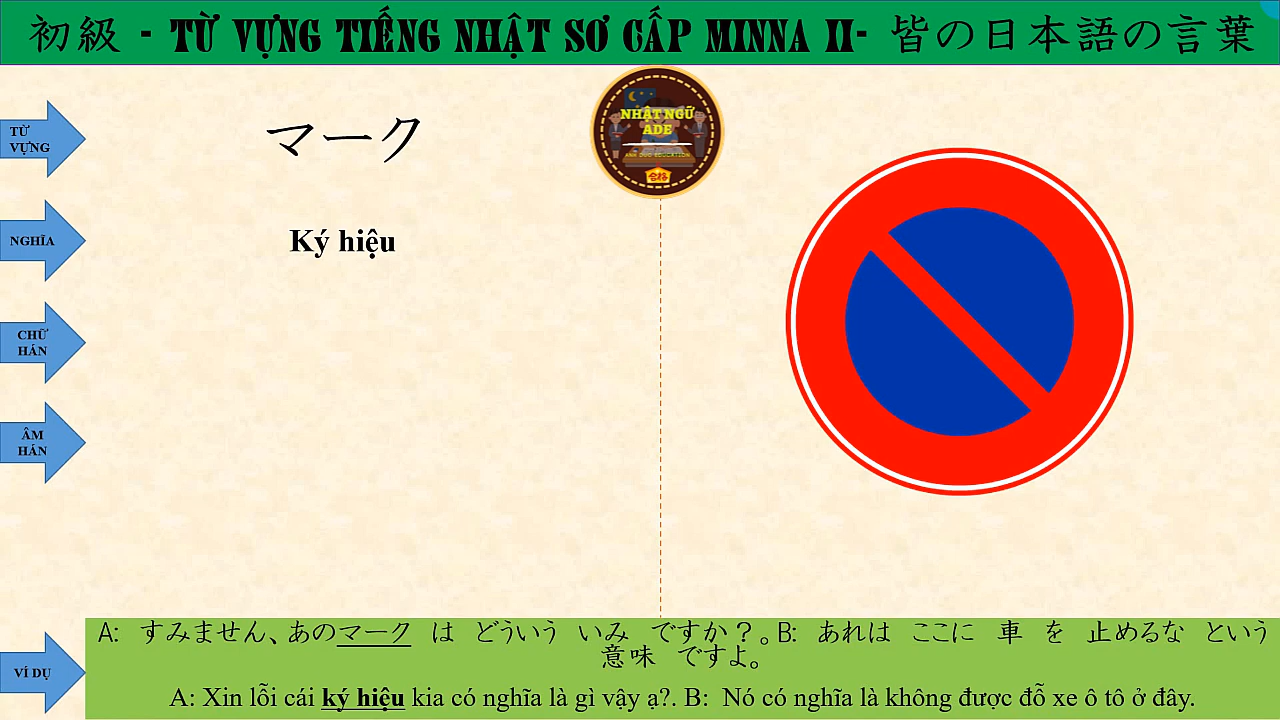 初級 - TỪ VỰNG TIẾNG NHẬT SƠ CẤP MINNA II- 皆の日本語の言葉
TỪ VỰNG
マーク
NHẬT NGỮ
ADE
ANH DUC EDUCATION
合格
NGHĨA
Ký hiệu
CHỮ HÁN
ÂM HÁN
VÍ DỤ
A: すみません、あのマーク は どういう いみ ですか？。B: あれは ここに 車 を 止めるな という
意味 ですよ。
A: Xin lỗi cái ký hiệu kia có nghĩa là gì vậy ạ?. B: Nó có nghĩa là không được đỗ xe ô tô ở đây.